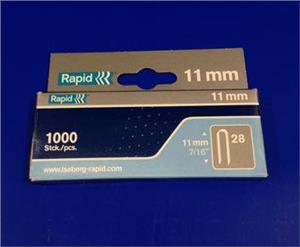 Rapid 11 mm
Rapid 11 mm
1000
Stck./pcs.
11 mm
7/16"
28
www.isaberg-rapid.com